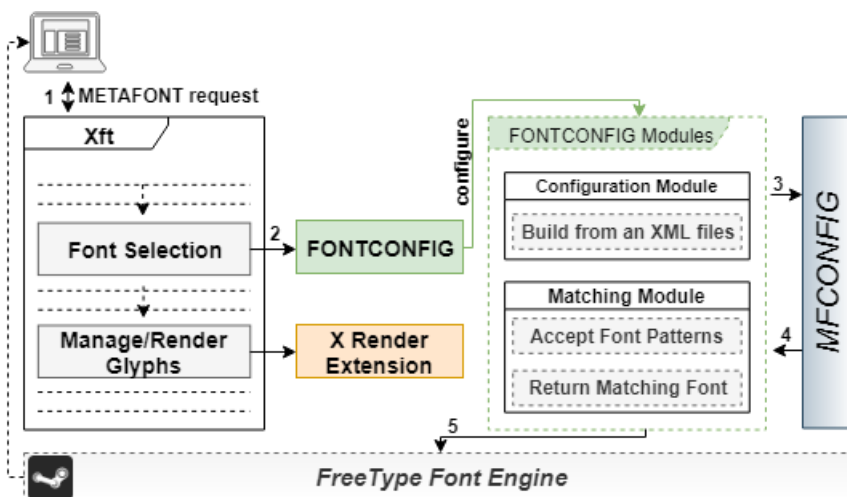 1
METAFONT request
Xft
Font Selection
2
FONTCONFIG
Manage/Render
Glyphs
X Render
Extension
configure
FONTCONFIG Modules
Configuration Module
Build from an XML files
Matching Module
Accept Font Patterns
Return Matching Font
3
4
MFCONFIG
5
FreeType Font Engine